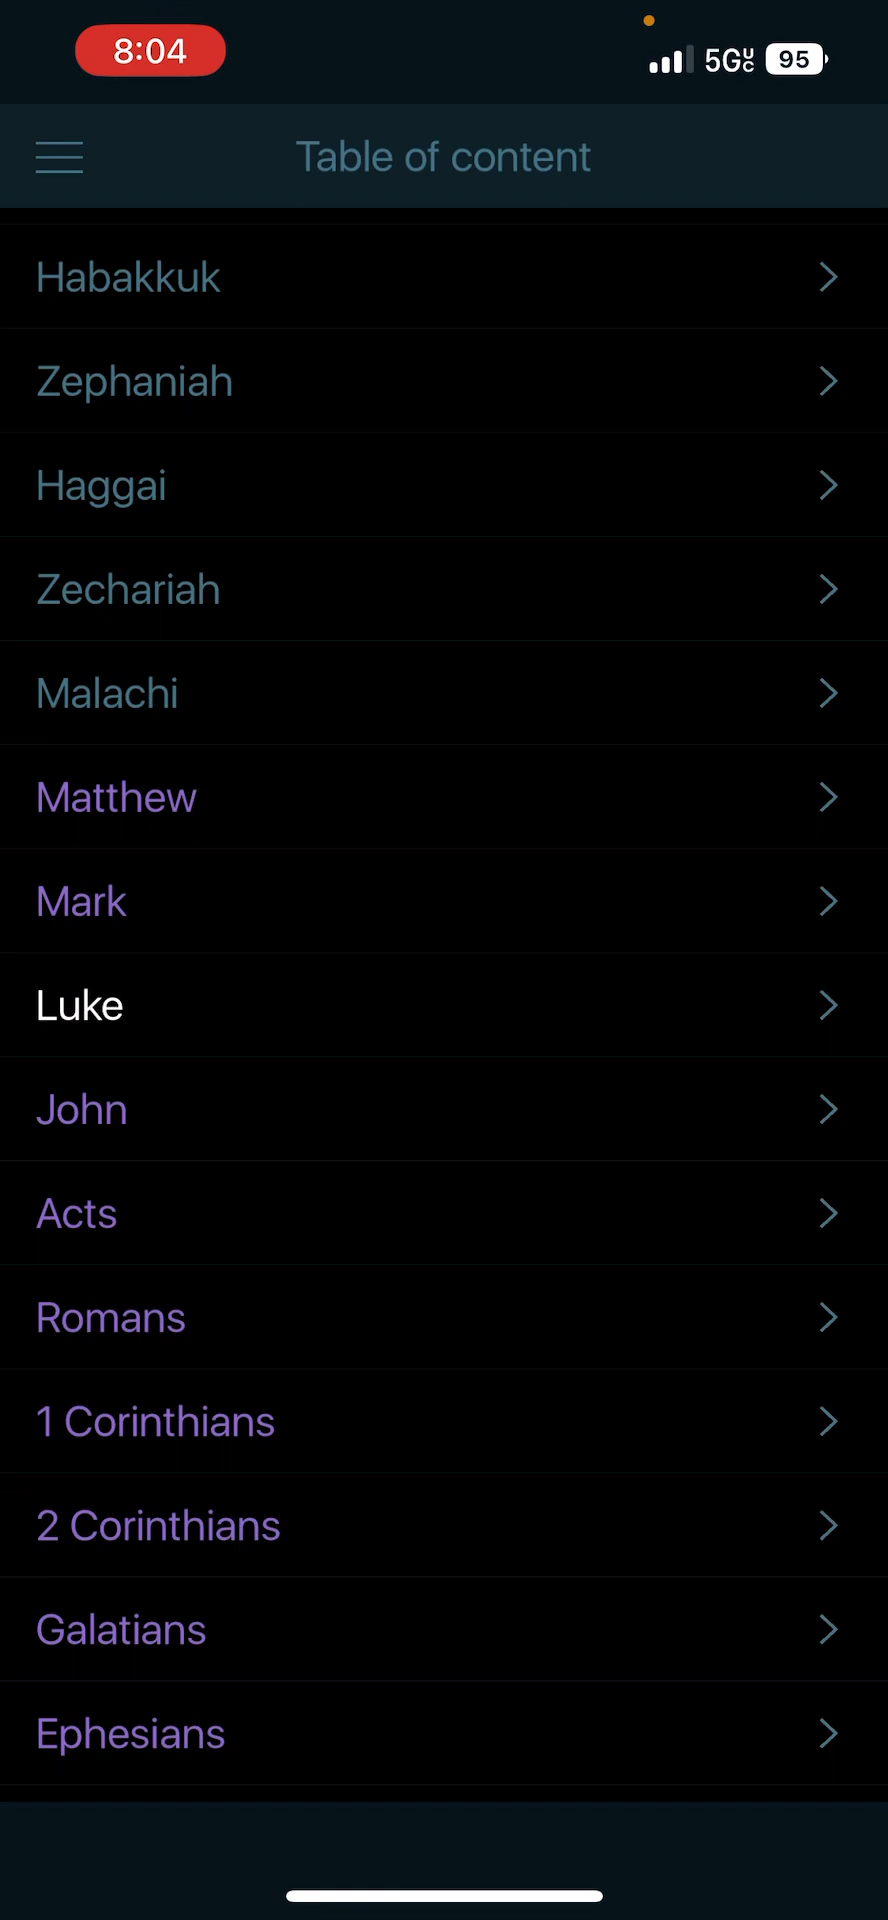 8:04
5GUC 95
Table of content
Habakkuk
Zephaniah
Haggai
Zechariah
Malachi
Matthew
Mark
Luke
John
Acts
Romans
1 Corinthians
2 Corinthians
Galatians
Ephesians